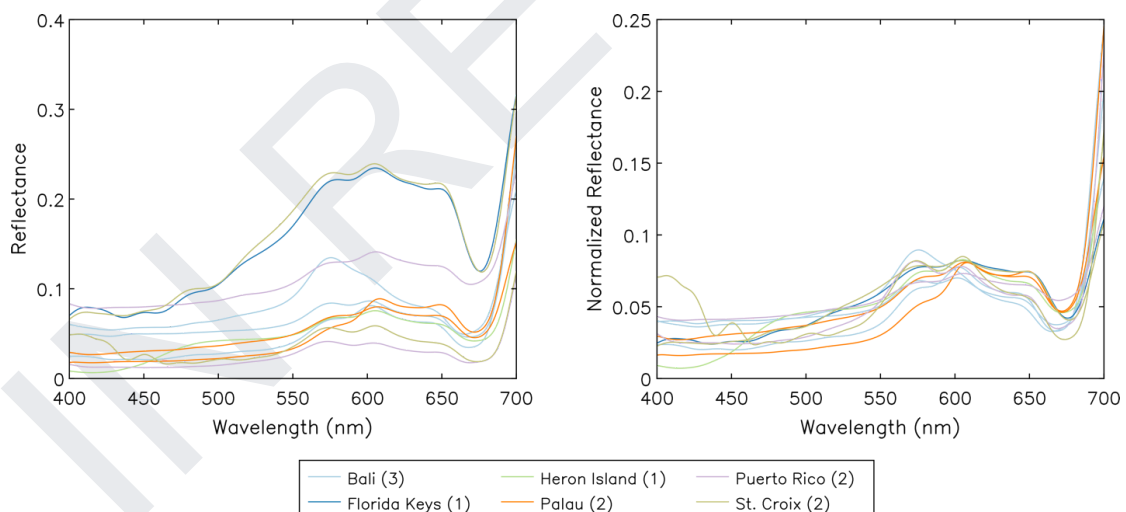 0.4
0.3
0.2
0.1
0
Reflectance
400 450 500 550 600 650 700
Wavelength (nm)
0.25
0.2
0.15
0.1
0.05
0
Normalized Reflectance
400 450 500 550 600 650 700
Wavelength (nm)
Bali (3) Heron Island (1) Puerto Rico (2)
Florida Keys (1) Palau (2) St. Croix (2)
IN RE